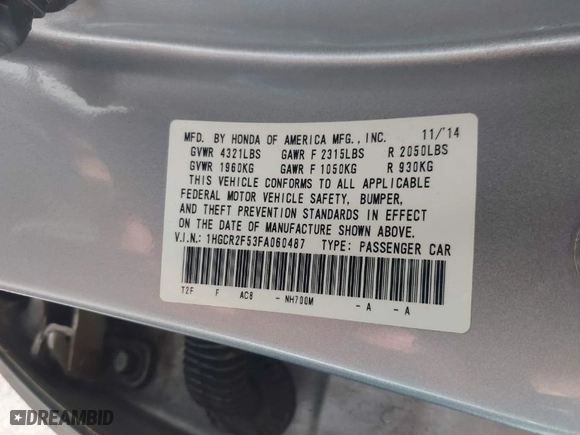 MFD. BY HONDA OF AMERICA MFG., INC. 11/'14
GVWR 4321LBS GAWR F 2315LBS R 2050LBS
GVWR 1960KG GAWR F 1050KG R 930KG
THIS VEHICLE CONFORMS TO ALL APPLICABLE
FEDERAL MOTOR VEHICLE SAFETY, BUMPER,
AND THEFT PREVENTION STANDARDS IN EFFECT
ON THE DATE OF MANUFACTURE SHOWN ABOVE.
V.I.N.: 1HGCR2F53FA060487 TYPE: PASSENGER CAR
T2F F AC8 - NH700M - A - A
DREAMBID